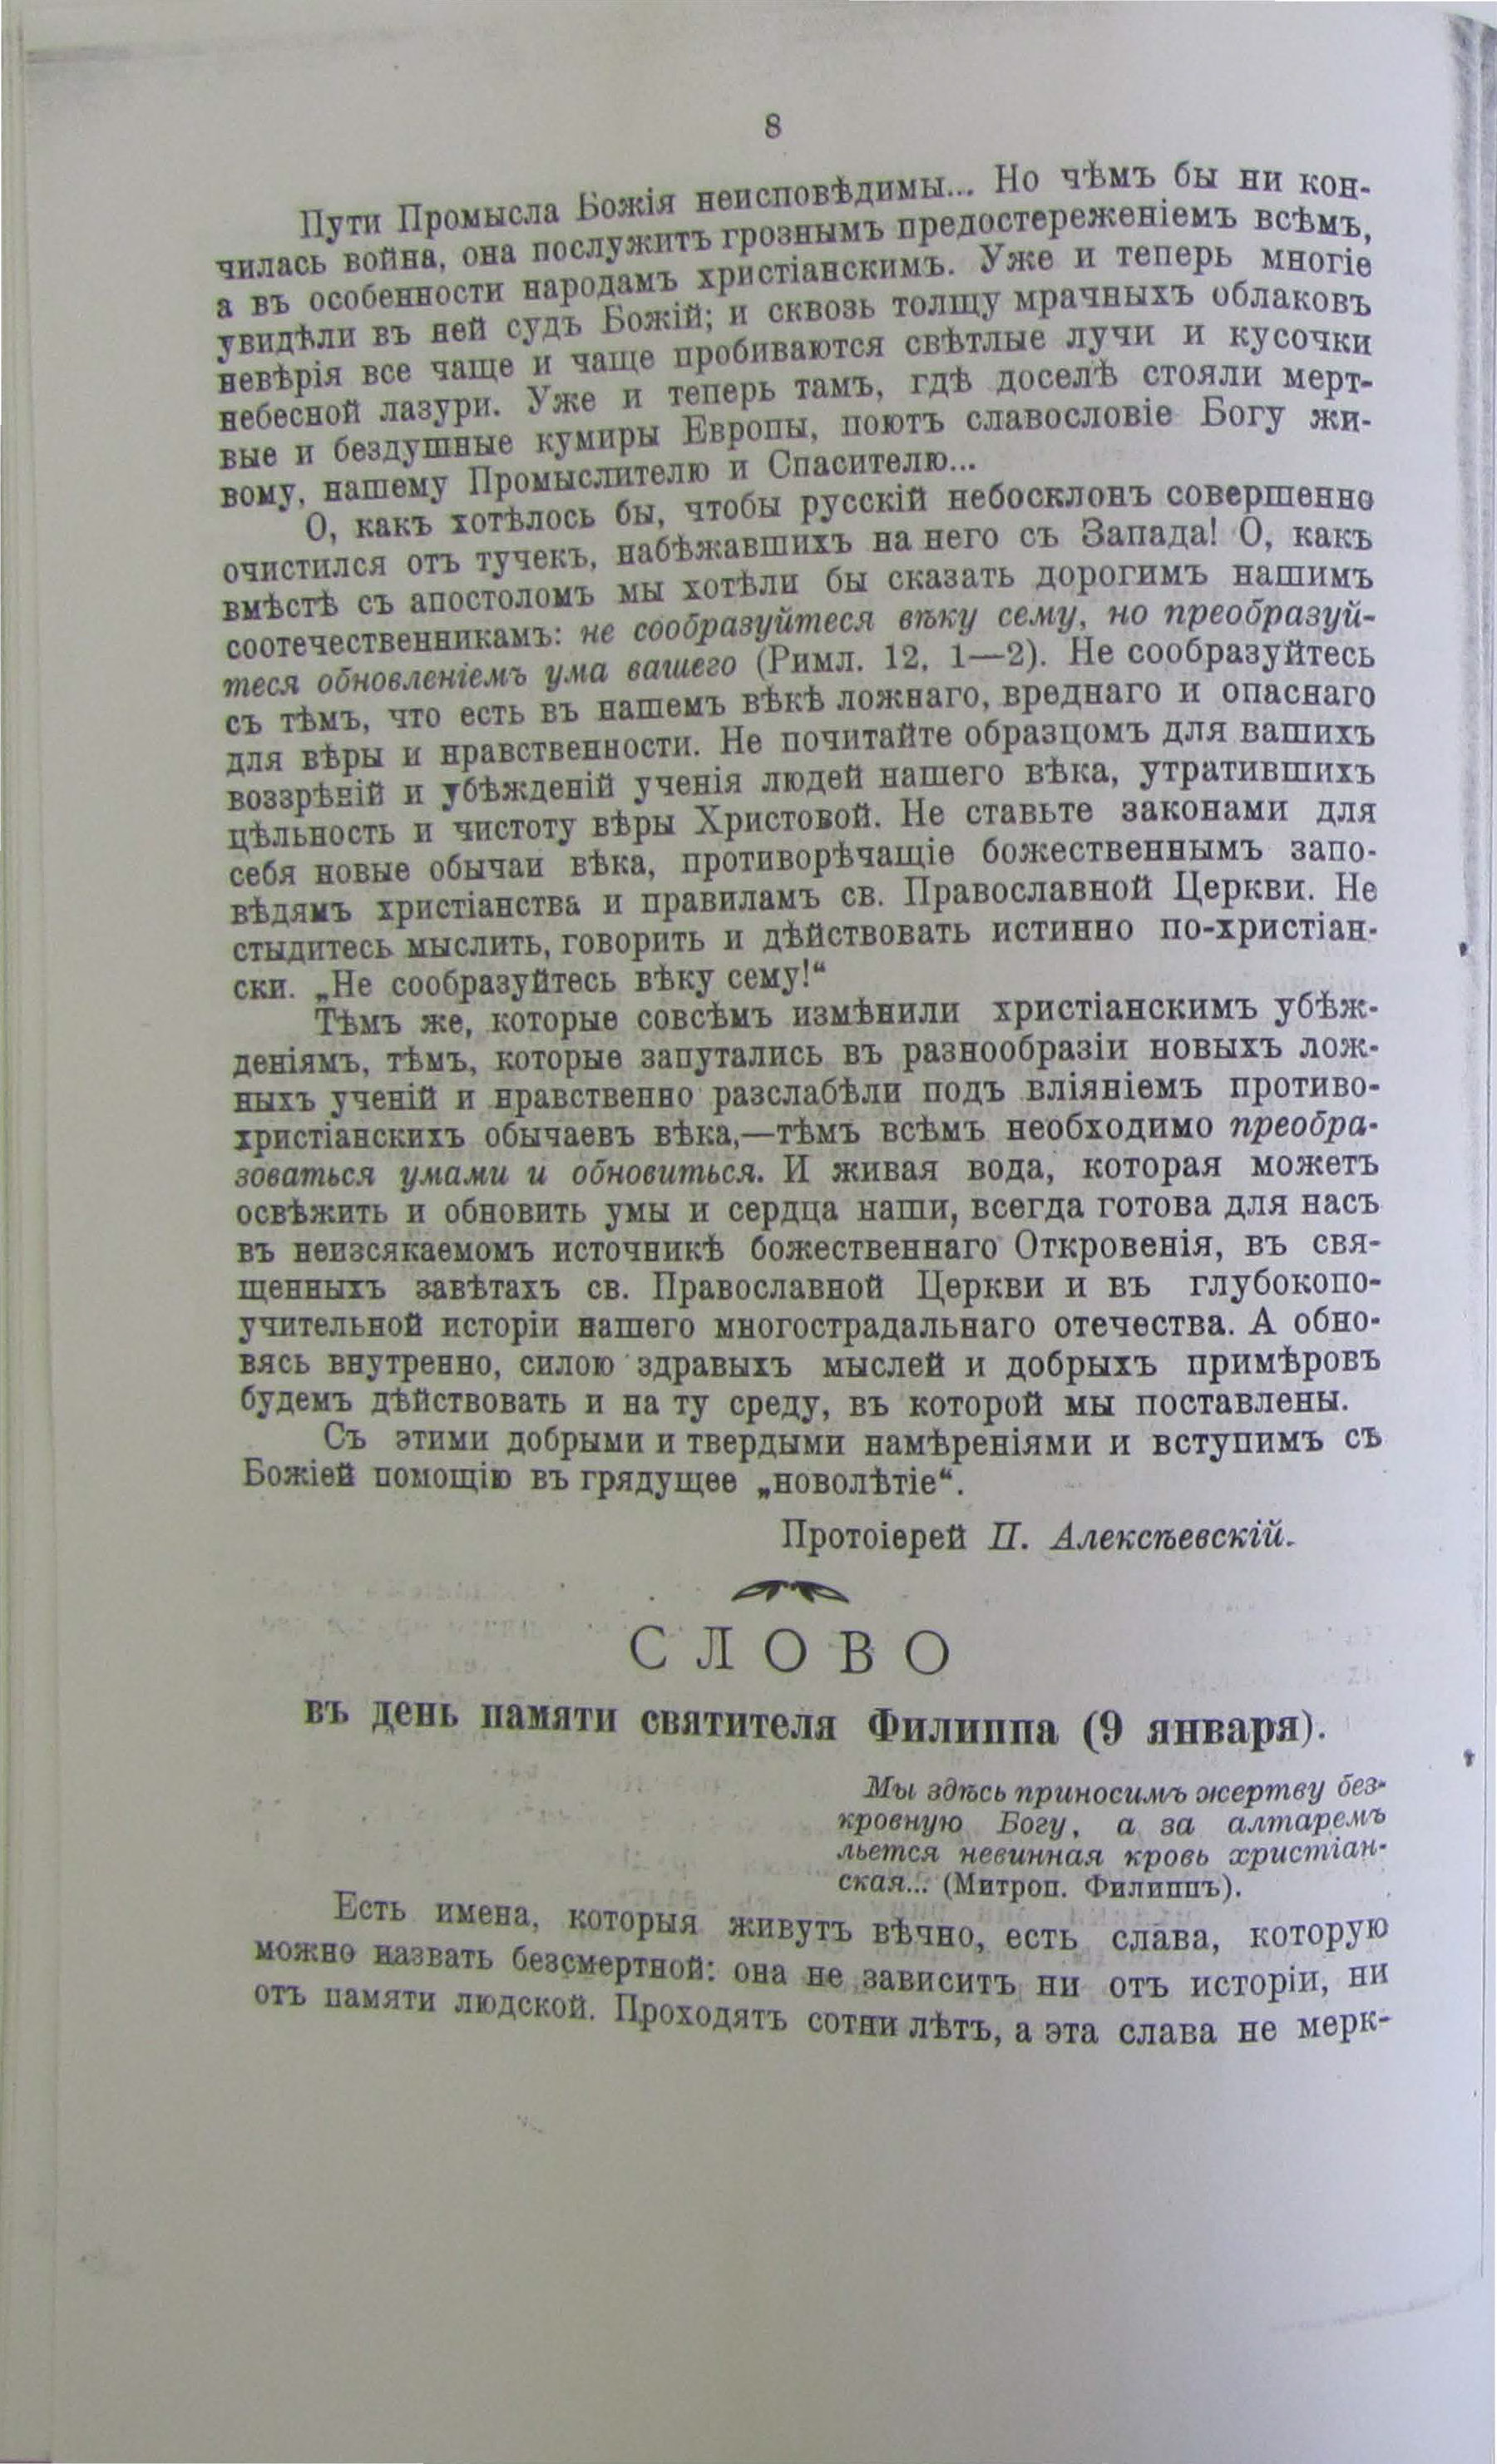 8
Пути Промысла Божія неисповѣдимы... Но чѣмъ бы ни кон-
чилась война, она послужитъ грознымъ предостереженіемъ всѣмъ,
а въ особенности народамъ христіанскимъ. Уже и теперь многіе
увидѣли въ ней судъ Божій; и сквозь толщу мрачныхъ облаковъ
невѣрія все чаще и чаще пробиваются свѣтлые лучи и кусочки
небесной лазури. Уже и теперь тамъ, гдѣ доселѣ стояли мерт-
вые и бездушные кумиры Европы, поютъ славословіе Богу жи-
вому, нашему Промыслителю и Спасителю...
О, какъ хотѣлось бы, чтобы русскій небосклонъ совершенно
очистился отъ тучекъ, набѣжавшихъ на него съ Запада! О, какъ
вмѣстѣ съ апостоломъ мы хотѣли бы сказать дорогимъ нашимъ
соотечественникамъ: не сообразуйтеся вѣку сему, но преобразуй-
теся обновленіемъ ума вашего (Римл. 12, 1—2). Не сообразуйтесь
съ тѣмъ, что есть въ нашемъ вѣкѣ ложнаго, вреднаго и опаснаго
для вѣры и нравственности. Не почитайте образцомъ для вашихъ
воззрѣній и убѣжденій ученія людей нашего вѣка, утратившихъ
цѣльность и чистоту вѣры Христовой. Не ставьте законами для
себя новые обычаи вѣка, противорѣчащіе божественнымъ запо-
вѣдямъ христіанства и правиламъ св. Православной Церкви. Не
стыдитесь мыслить, говорить и дѣйствовать истинно по-христіан-
ски. „Не сообразуйтесь вѣку сему!“
Тѣмъ же, которые совсѣмъ измѣнили христіанскимъ убѣж-
деніямъ, тѣмъ, которые запутались въ разнообразіи новыхъ лож-
ныхъ ученій и нравственно разслабѣли подъ вліяніемъ противо-
христіанскихъ обычаевъ вѣка,—тѣмъ всѣмъ необходимо преобра-
зоваться умами и обновиться. И живая вода, которая можетъ
освѣжить и обновить умы и сердца наши, всегда готова для насъ
въ неизсякаемомъ источникѣ божественнаго Откровенія, въ свя-
щенныхъ завѣтахъ св. Православной Церкви и въ глубокопо-
учительной исторіи нашего многострадальнаго отечества. А обно-
вясь внутренно, силою здравыхъ мыслей и добрыхъ примѣровъ
будемъ дѣйствовать и на ту среду, въ которой мы поставлены.
Съ этими добрыми и твердыми намѣреніями и вступимъ съ
Божіей помощію въ грядущее „новолѣтіе“.
Протоіерей П. Алексѣевскій.
СЛОВО
въ день памяти святителя Филиппа (9 января).
Мы здѣсь приносимъ жертву без-
кровную Богу, а за алтаремъ
льется невинная кровь христіан-
ская... (Митроп. Филиппъ).
Есть имена, которыя живутъ вѣчно, есть слава, которую
можно назвать безсмертной: она не зависитъ ни отъ исторіи, ни
отъ памяти людской. Проходятъ сотни лѣтъ, а эта слава не мерк-